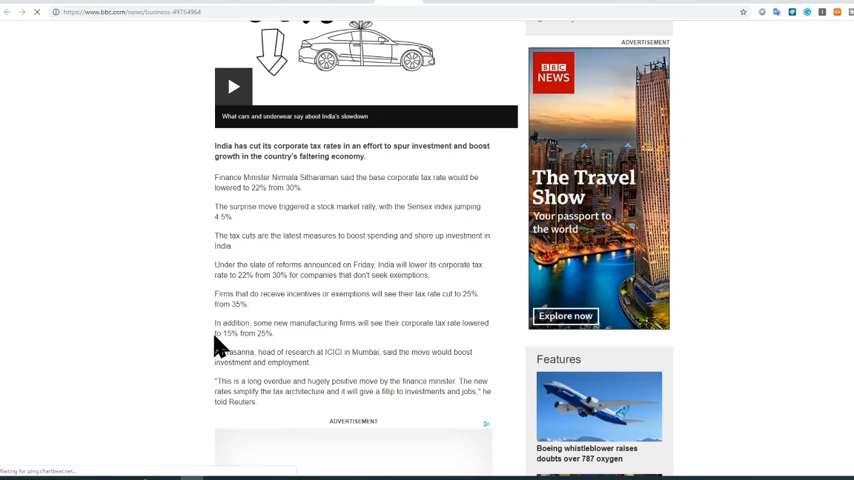 https://www.bbc.com/news/business-49764964
ADVERTISEMENT
BBC
NEWS
The Travel
Show
Your passport to
the world
Explore now
What cars and underwear say about India's slowdown
India has cut its corporate tax rates in an effort to spur investment and boost
growth in the country's faltering economy.
Finance Minister Nirmala Sitharaman said the base corporate tax rate would be
lowered to 22% from 30%.
The surprise move triggered a stock market rally, with the Sensex index jumping
4.5%.
The tax cuts are the latest measures to boost spending and shore up investment in
India.
Under the slate of reforms announced on Friday, India will lower its corporate tax
rate to 22% from 30% for companies that don't seek exemptions.
Firms that do receive incentives or exemptions will see their tax rate cut to 25%
from 35%.
In addition, some new manufacturing firms will see their corporate tax rate lowered
to 15% from 25%.
head of research at ICICI in Mumbai, said the move would boost
investment and employment.
"This is a long overdue and hugely positive move by the finance minister. The new
rates simplify the tax architecture and it will give a fillip to investments and jobs," he
told Reuters.
ADVERTISEMENT
Features
Boeing whistleblower raises
doubts over 787 oxygen
Waiting for ping.chartbeat.net...